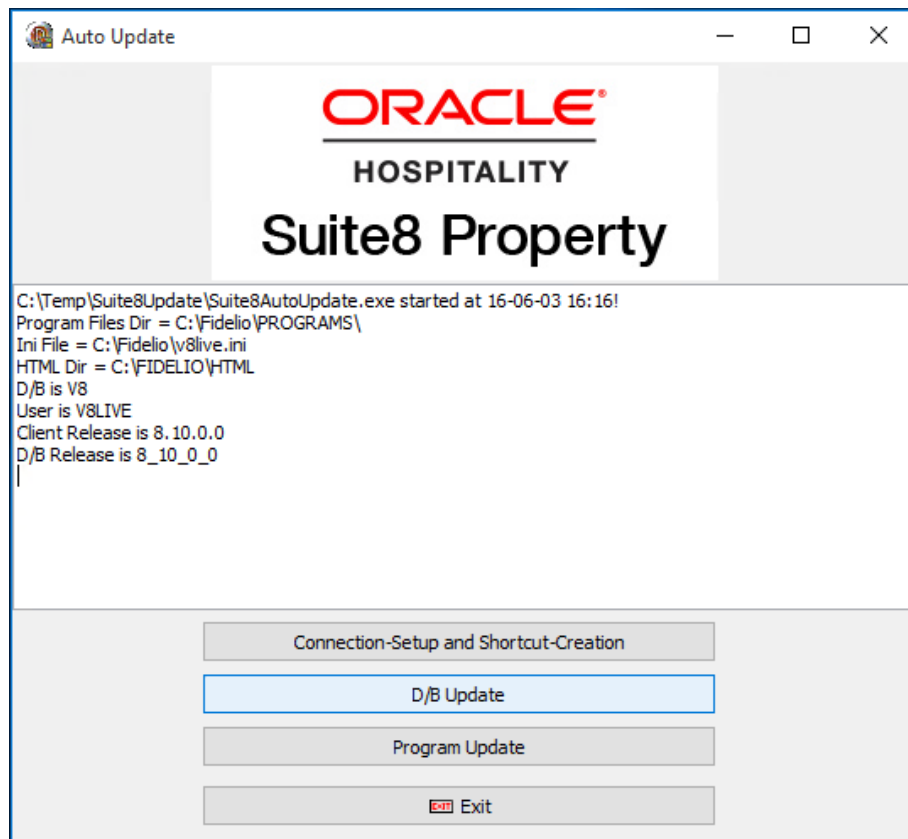 Auto Update
ORACLE®
HOSPITALITY
Suite8 Property
C:\Temp\Suite8Update\Suite8AutoUpdate.exe started at 16-06-03 16:16!
Program Files Dir = C:\Fidelio\PROGRAMS\
Ini File = C:\Fidelio\v8live.ini
HTML Dir = C:\FIDELIO\HTML
D/B is V8
User is V8LIVE
Client Release is 8.10.0.0
D/B Release is 8_10_0_0
Connection-Setup and Shortcut-Creation
D/B Update
Program Update
EXIT Exit